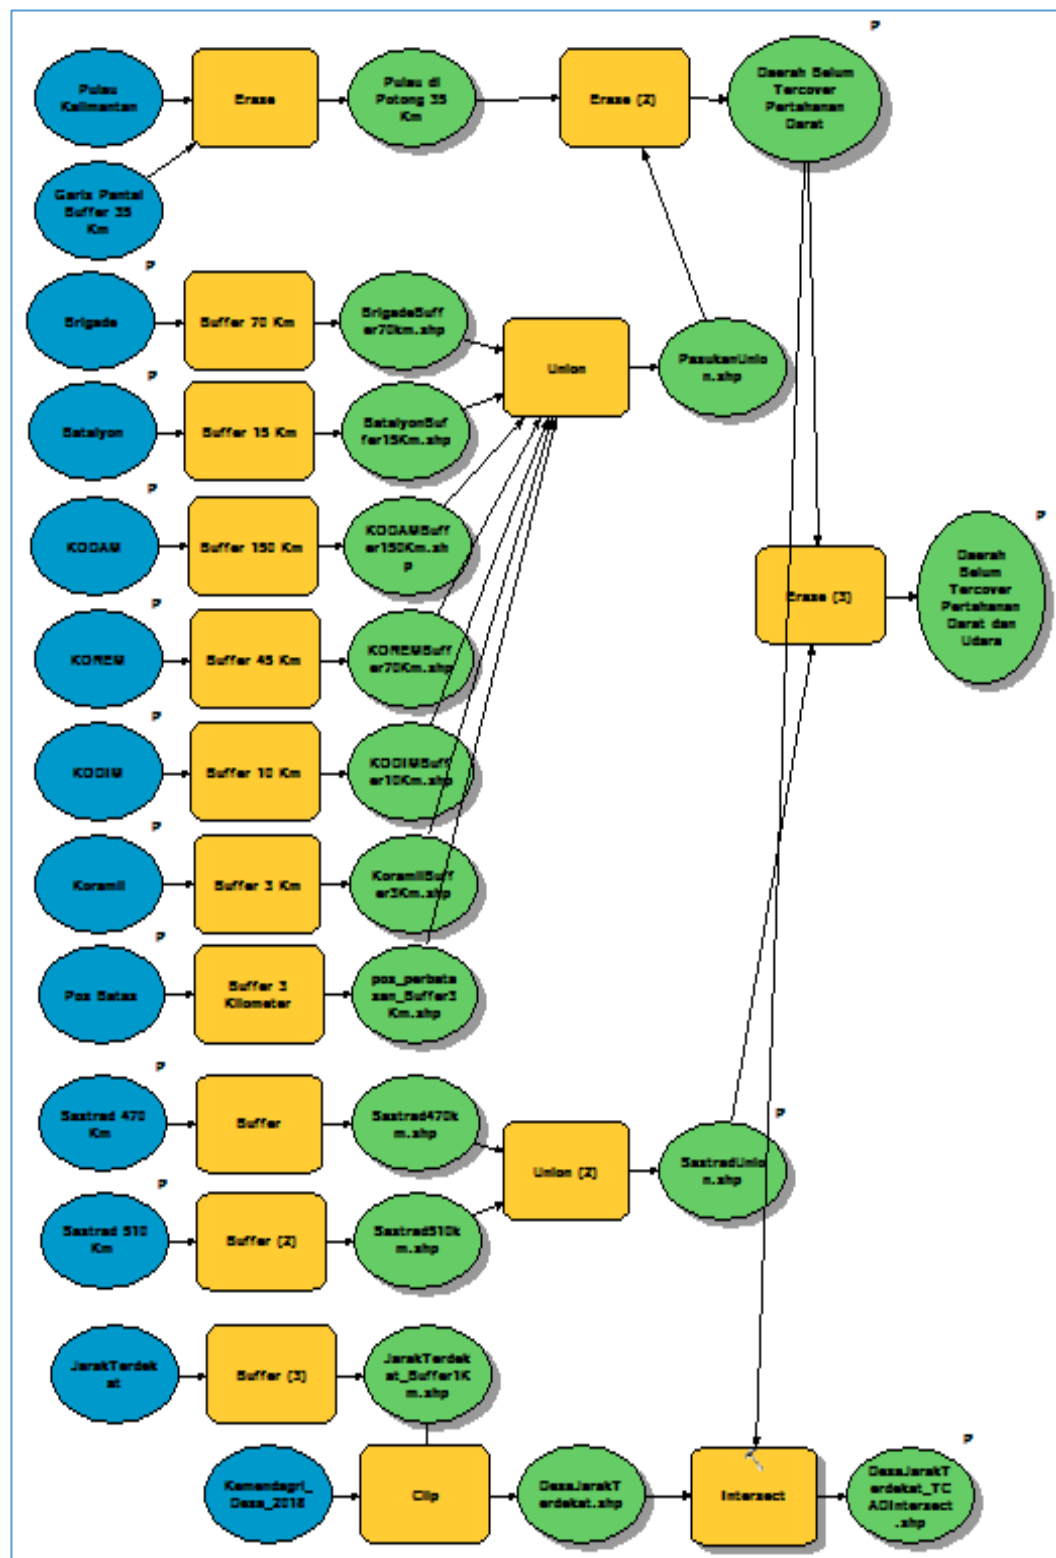 P
Pulau
Kalimantan
Erase
Pulau di
Potong 35
Km
Erase (2)
Daerah Belum
Tercover
Pertahanan
Darat
Garis Pantai
Buffer 35
Km
P
Brigade
Buffer 70 Km
BrigadeBuff
er70km.shp
Union
PasukanUnio
n.shp
P
Batalyon
Buffer 15 Km
BatalyonBuf
fer15Km.shp
P
KODAM
Buffer 150 Km
KODAMBuff
er150Km.sh
p
P
Erase (3)
Daerah
Belum
Tercover
Pertahanan
Darat dan
Udara
P
KOREM
Buffer 45 Km
KOREMBuff
er70Km.shp
P
KODIM
Buffer 10 Km
KODIMBuff
er10Km.shp
P
Koramil
Buffer 3 Km
KoramilBuff
er3Km.shp
P
Pos Batas
Buffer 3
Kilometer
pos_perbata
san_Buffer3
Km.shp
P
Sastrad 470
Km
Buffer
Sastrad470k
m.shp
Union (2)
P
SastradUnio
n.shp
P
Sastrad 510
Km
Buffer (2)
Sastrad510k
m.shp
JarakTerdek
at
Buffer (3)
JarakTerdek
at_Buffer1K
m.shp
Kemendagri_
Desa_2018
Clip
DesaJarakT
erdekat.shp
Intersect
P
DesaJarakT
erdekat_TC
ADIntersect
.shp